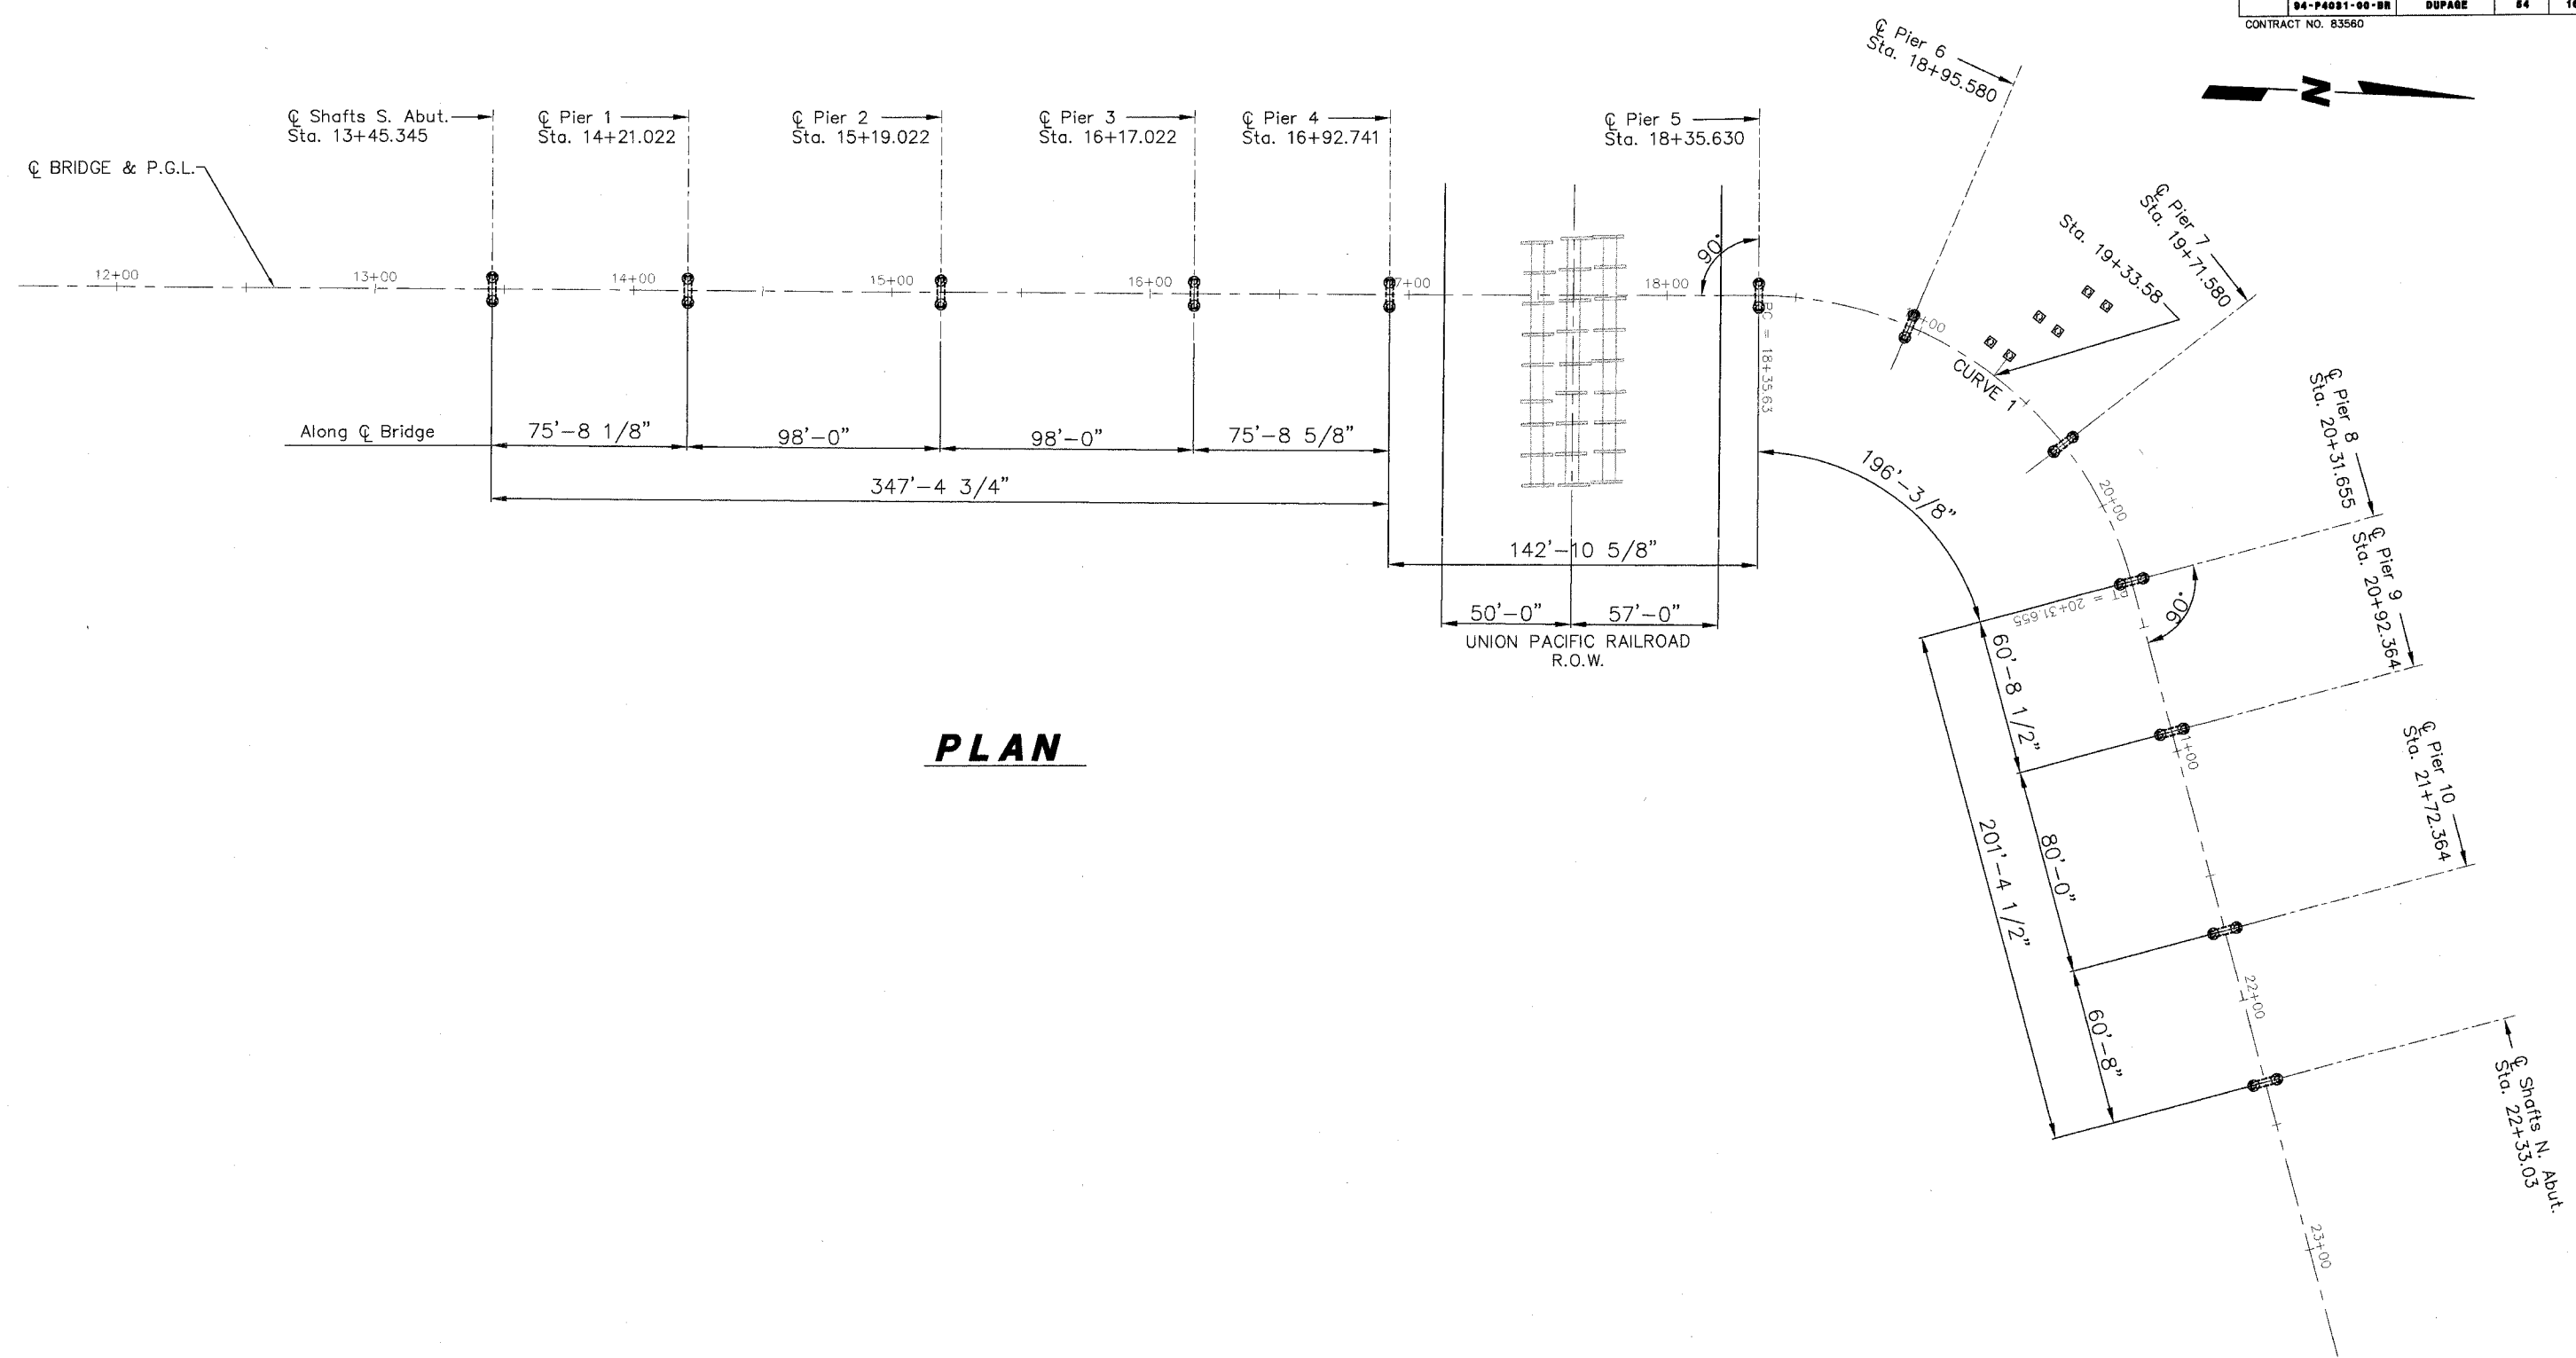 94-P4031-00-BR DUPAGE 54
CONTRACT NO. 83560
℄ Pier 6
Sta. 18+95.580
N
℄ Shafts S. Abut.
Sta. 13+45.345
℄ Pier 1
Sta. 14+21.022
℄ Pier 2
Sta. 15+19.022
℄ Pier 3
Sta. 16+17.022
℄ Pier 4
Sta. 16+92.741
℄ Pier 5
Sta. 18+35.630
℄ BRIDGE & P.G.L.
℄ Pier 7
Sta. 19+71.580
Sta. 19+33.58
90°
12+00
13+00
14+00
15+00
16+00
7+00
18+00
+00
PC = 18+35.63
CURVE 1
℄ Pier 8
Sta. 20+31.655
Along ℄ Bridge
75'-8 1/8"
98'-0"
98'-0"
75'-8 5/8"
347'-4 3/4"
196'-3/8"
20+00
℄ Pier 9
Sta. 20+92.364
142'-10 5/8"
50'-0"
57'-0"
UNION PACIFIC RAILROAD
R.O.W.
PT = 20+31.655
90°
60'-8 1/2"
PLAN
1+00
℄ Pier 10
Sta. 21+72.364
201'-4 1/2"
80'-0"
22+00
60'-8"
℄ Shafts N. Abut.
Sta. 22+33.03
23+00